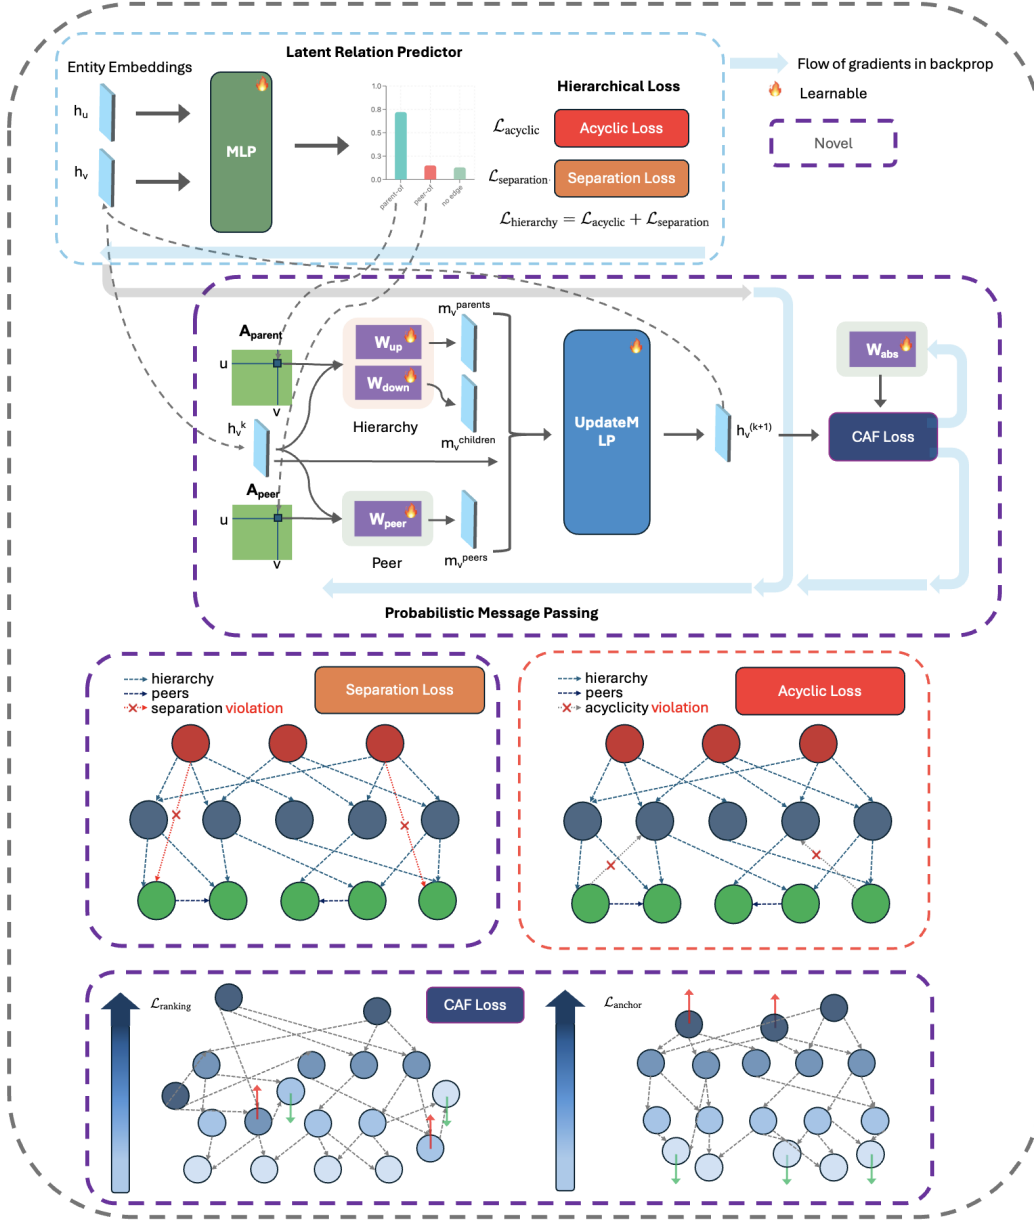 Latent Relation Predictor
Entity Embeddings
h_u
h_v
MLP
1.0
0.8
0.5
0.3
0.0
parent-of
peer-of
no edge
Hierarchical Loss
ℒ_acyclic
Acyclic Loss
ℒ_separation
Separation Loss
ℒ_hierarchy = ℒ_acyclic + ℒ_separation
Flow of gradients in backprop
Learnable
Novel
A_parent
u
v
h_v^k
A_peer
u
v
W_up
W_down
Hierarchy
W_peer
Peer
m_v^parents
m_v^children
m_v^peers
UpdateM
LP
h_v^(k+1)
W_abs
CAF Loss
Probabilistic Message Passing
hierarchy
peers
separation violation
Separation Loss
hierarchy
peers
acyclicity violation
Acyclic Loss
ℒ_ranking
CAF Loss
ℒ_anchor